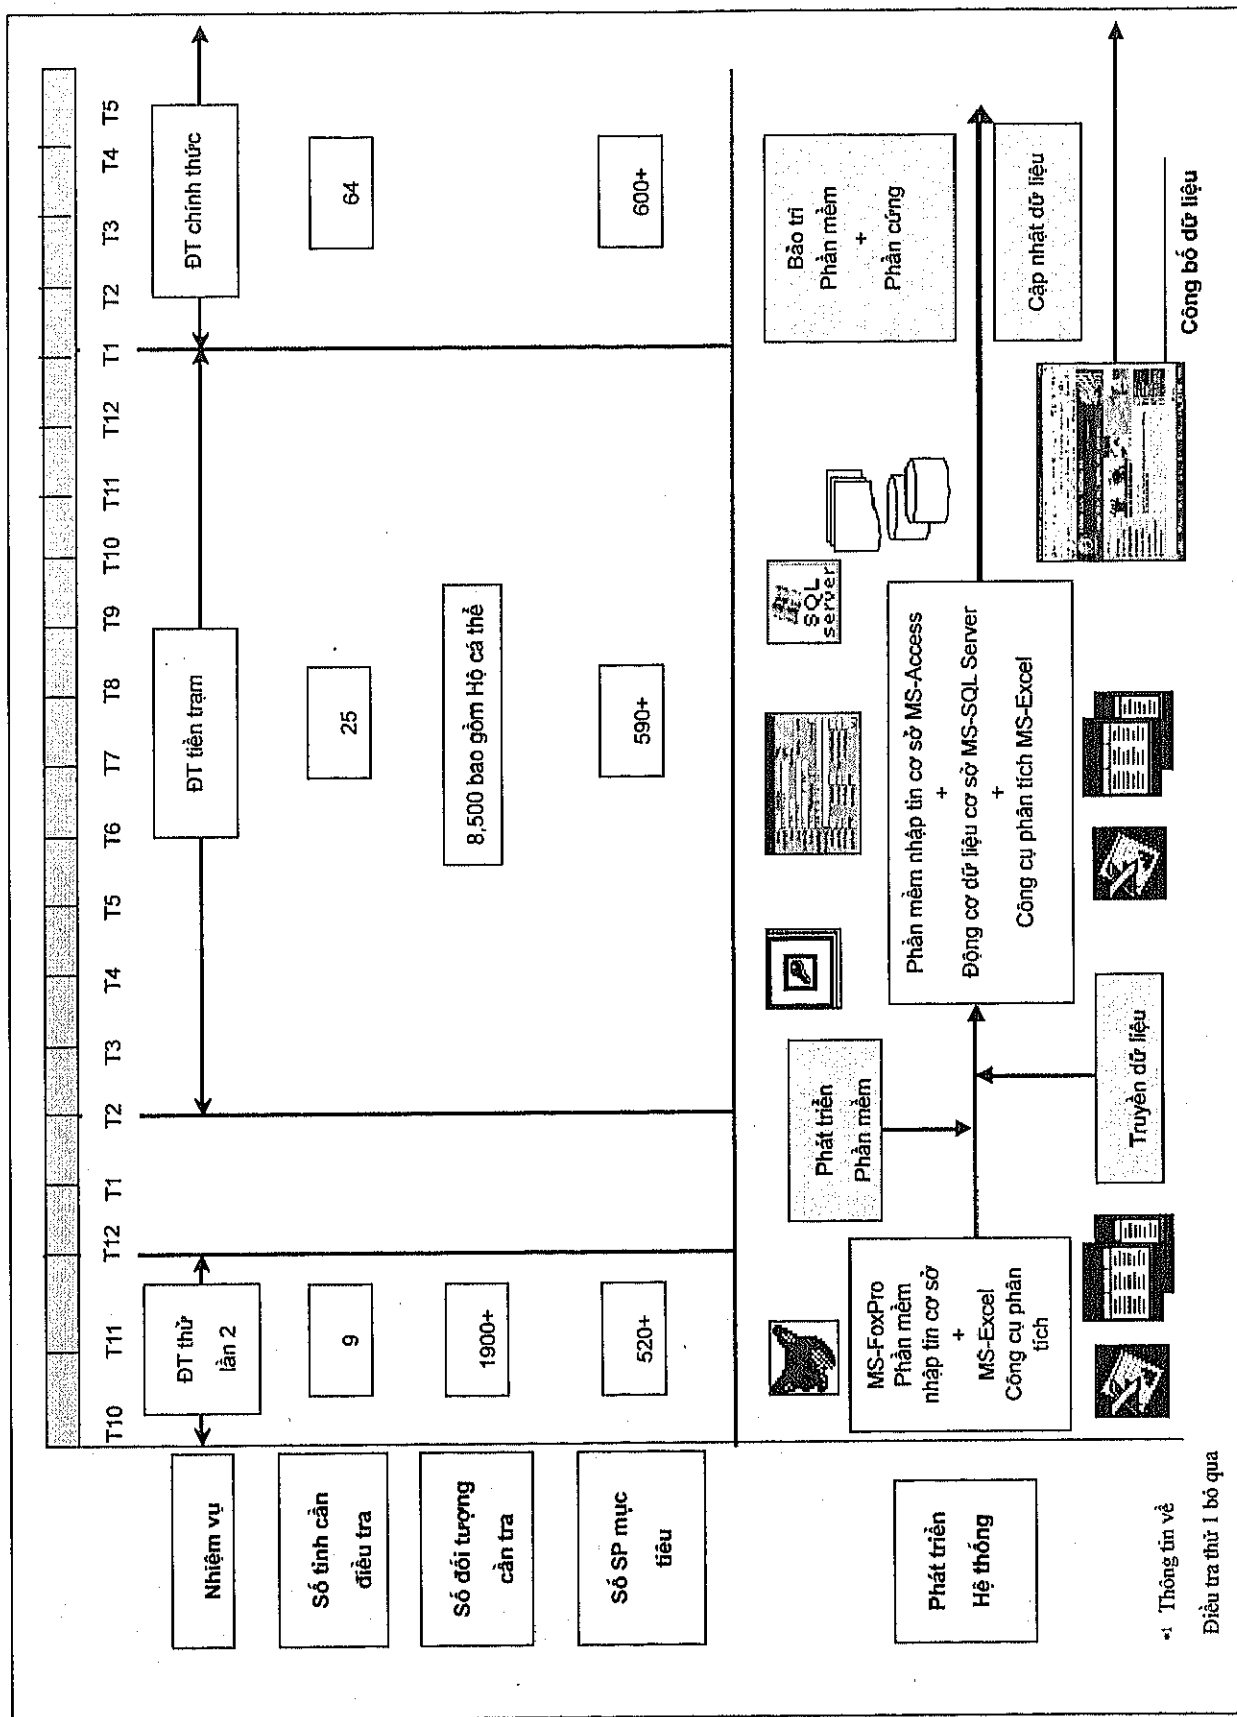 T10 T11 T12 T1 T2 T3 T4 T5 T6 T7 T8 T9 T10 T11 T12 T1 T2 T3 T4 T5
Nhiệm vụ
ĐT thử
lần 2
ĐT tiền trạm
ĐT chính thức
Số tỉnh cần
điều tra
9
25
64
Số đối tượng
cần tra
1900+
8,500 bao gồm Hộ cá thể
Số SP mục
tiêu
520+
590+
600+
Phát triển
Hệ thống
MS-FoxPro
Phần mềm
nhập tin cơ sở
+
MS-Excel
Công cụ phân
tích
Phát triển
Phần mềm
Truyền dữ liệu
SQL
server
Phần mềm nhập tin cơ sở MS-Access
+
Động cơ dữ liệu cơ sở MS-SQL Server
+
Công cụ phân tích MS-Excel
Bảo trì
Phần mềm
+
Phần cứng
Cập nhật dữ liệu
Công bố dữ liệu
*1 Thông tin về
Điều tra thử 1 bỏ qua